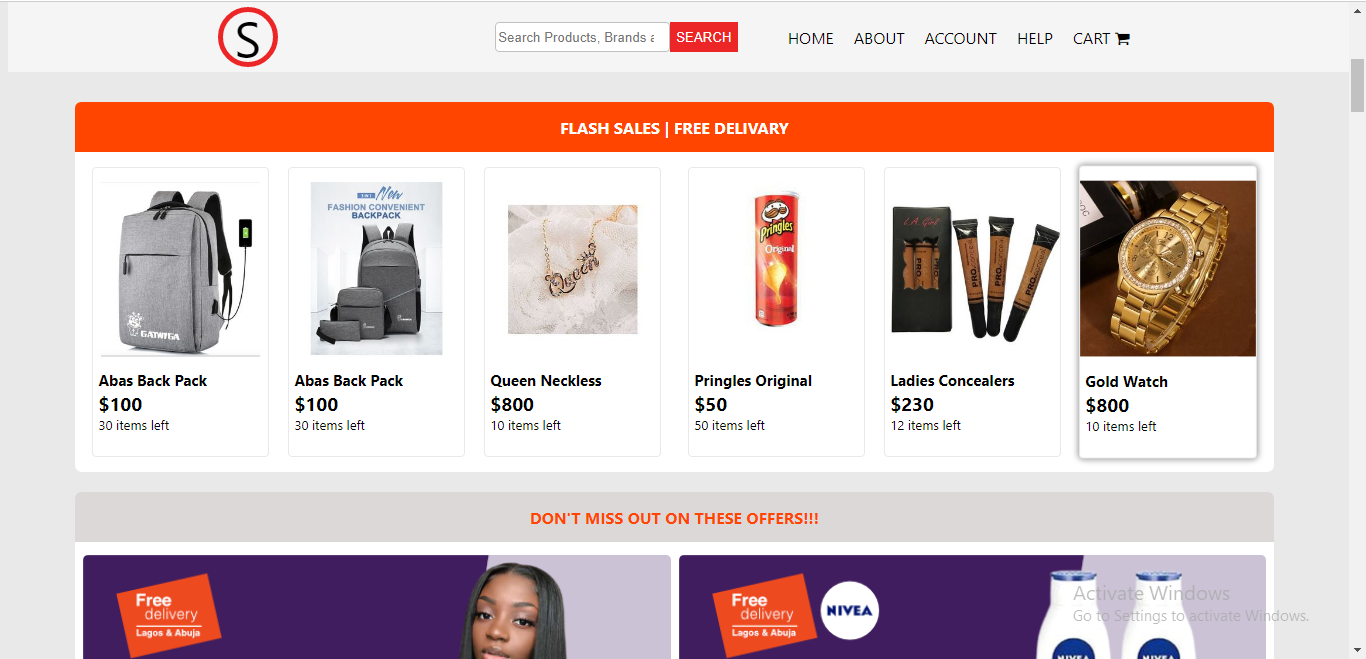 S
Search Products, Brands a
SEARCH
HOME
ABOUT
ACCOUNT
HELP
CART
FLASH SALES | FREE DELIVARY
GATWIGA
Abas Back Pack
$100
30 items left
New
FASHION CONVENIENT
BACKPACK
Abas Back Pack
$100
30 items left
Queen
Queen Neckless
$800
10 items left
Pringles
Original
Pringles Original
$50
50 items left
L.A. Girl
PRO
PRO
PRO
PRO
PRO
Ladies Concealers
$230
12 items left
Gold Watch
$800
10 items left
DON'T MISS OUT ON THESE OFFERS!!!
Free
delivery
Lagos & Abuja
Free
delivery
Lagos & Abuja
NIVEA
NIVEA
NIVEA
Activate Windows
Go to Settings to activate Windows.